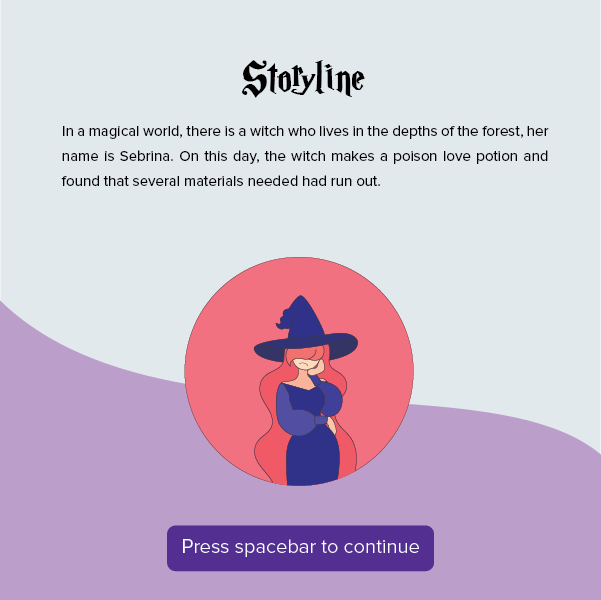 Storyline
In a magical world, there is a witch who lives in the depths of the forest, her
name is Sebrina. On this day, the witch makes a poison love potion and
found that several materials needed had run out.
Press spacebar to continue